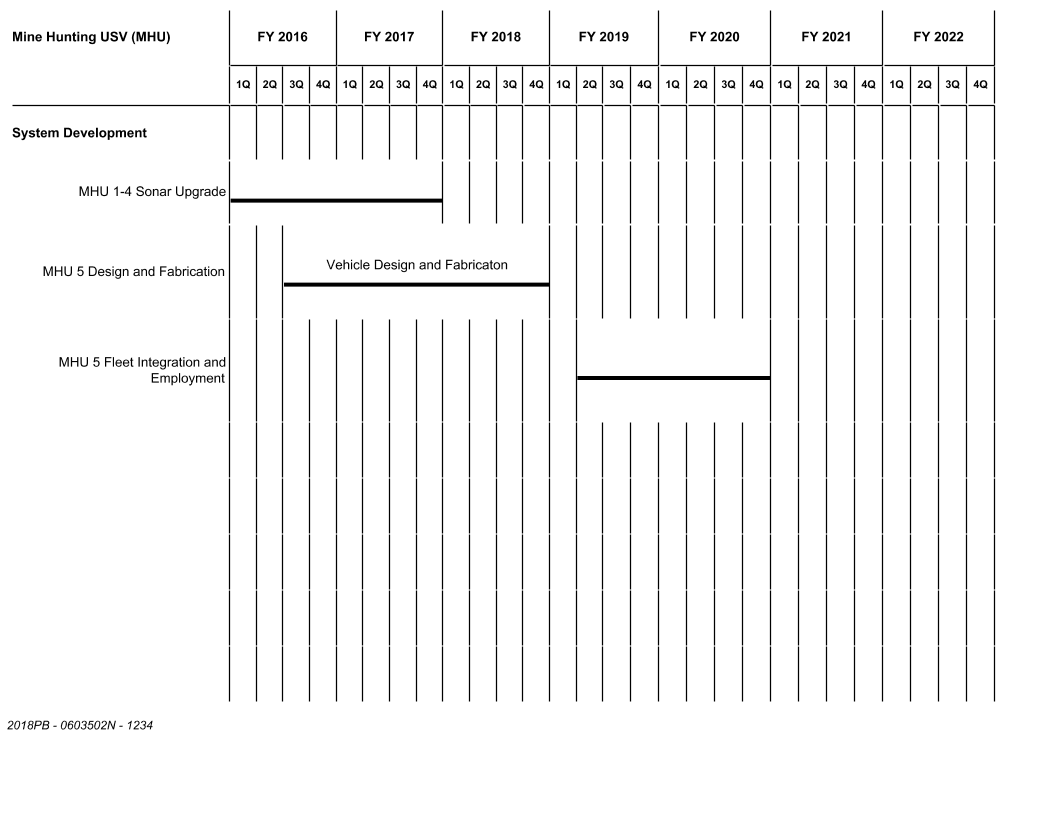 Mine Hunting USV (MHU) FY 2016 FY 2017 FY 2018 FY 2019 FY 2020 FY 2021 FY 2022
1Q 2Q 3Q 4Q 1Q 2Q 3Q 4Q 1Q 2Q 3Q 4Q 1Q 2Q 3Q 4Q 1Q 2Q 3Q 4Q 1Q 2Q 3Q 4Q 1Q 2Q 3Q 4Q
System Development
MHU 1-4 Sonar Upgrade
Vehicle Design and Fabricaton
MHU 5 Design and Fabrication
MHU 5 Fleet Integration and
Employment
2018PB - 0603502N - 1234